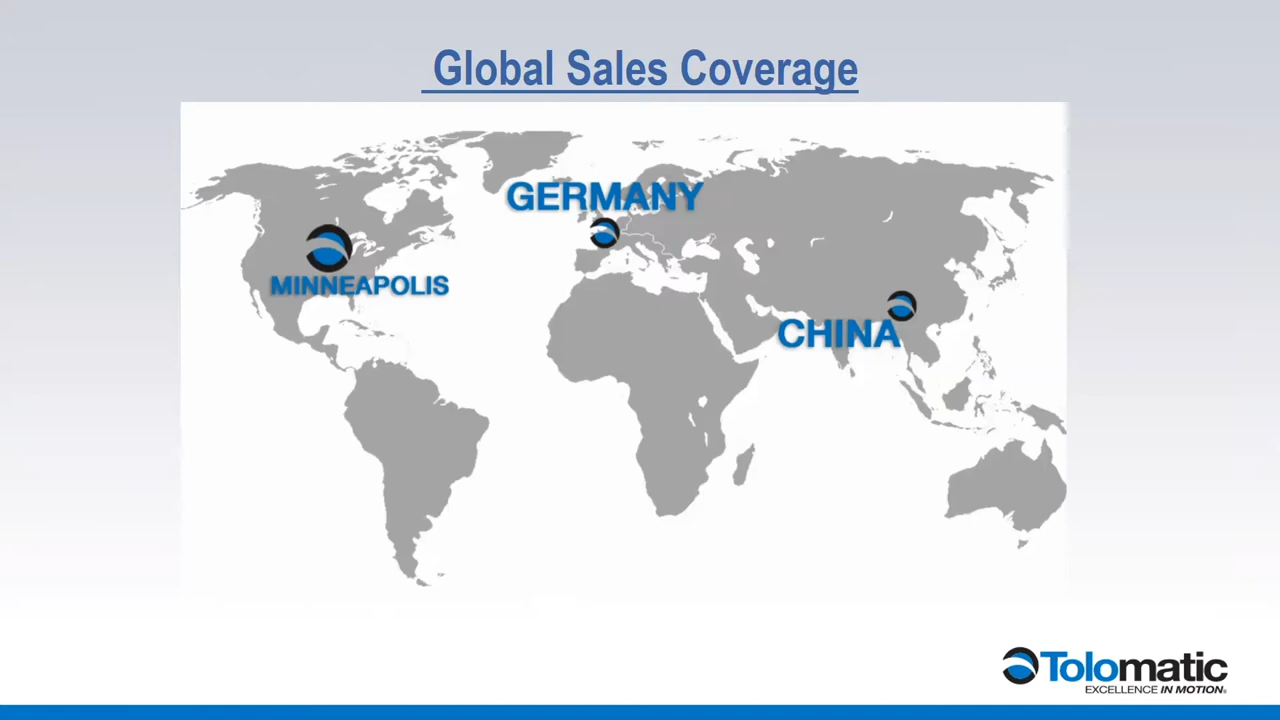 Global Sales Coverage
GERMANY
MINNEAPOLIS
CHINA
Tolomatic
EXCELLENCE IN MOTION®